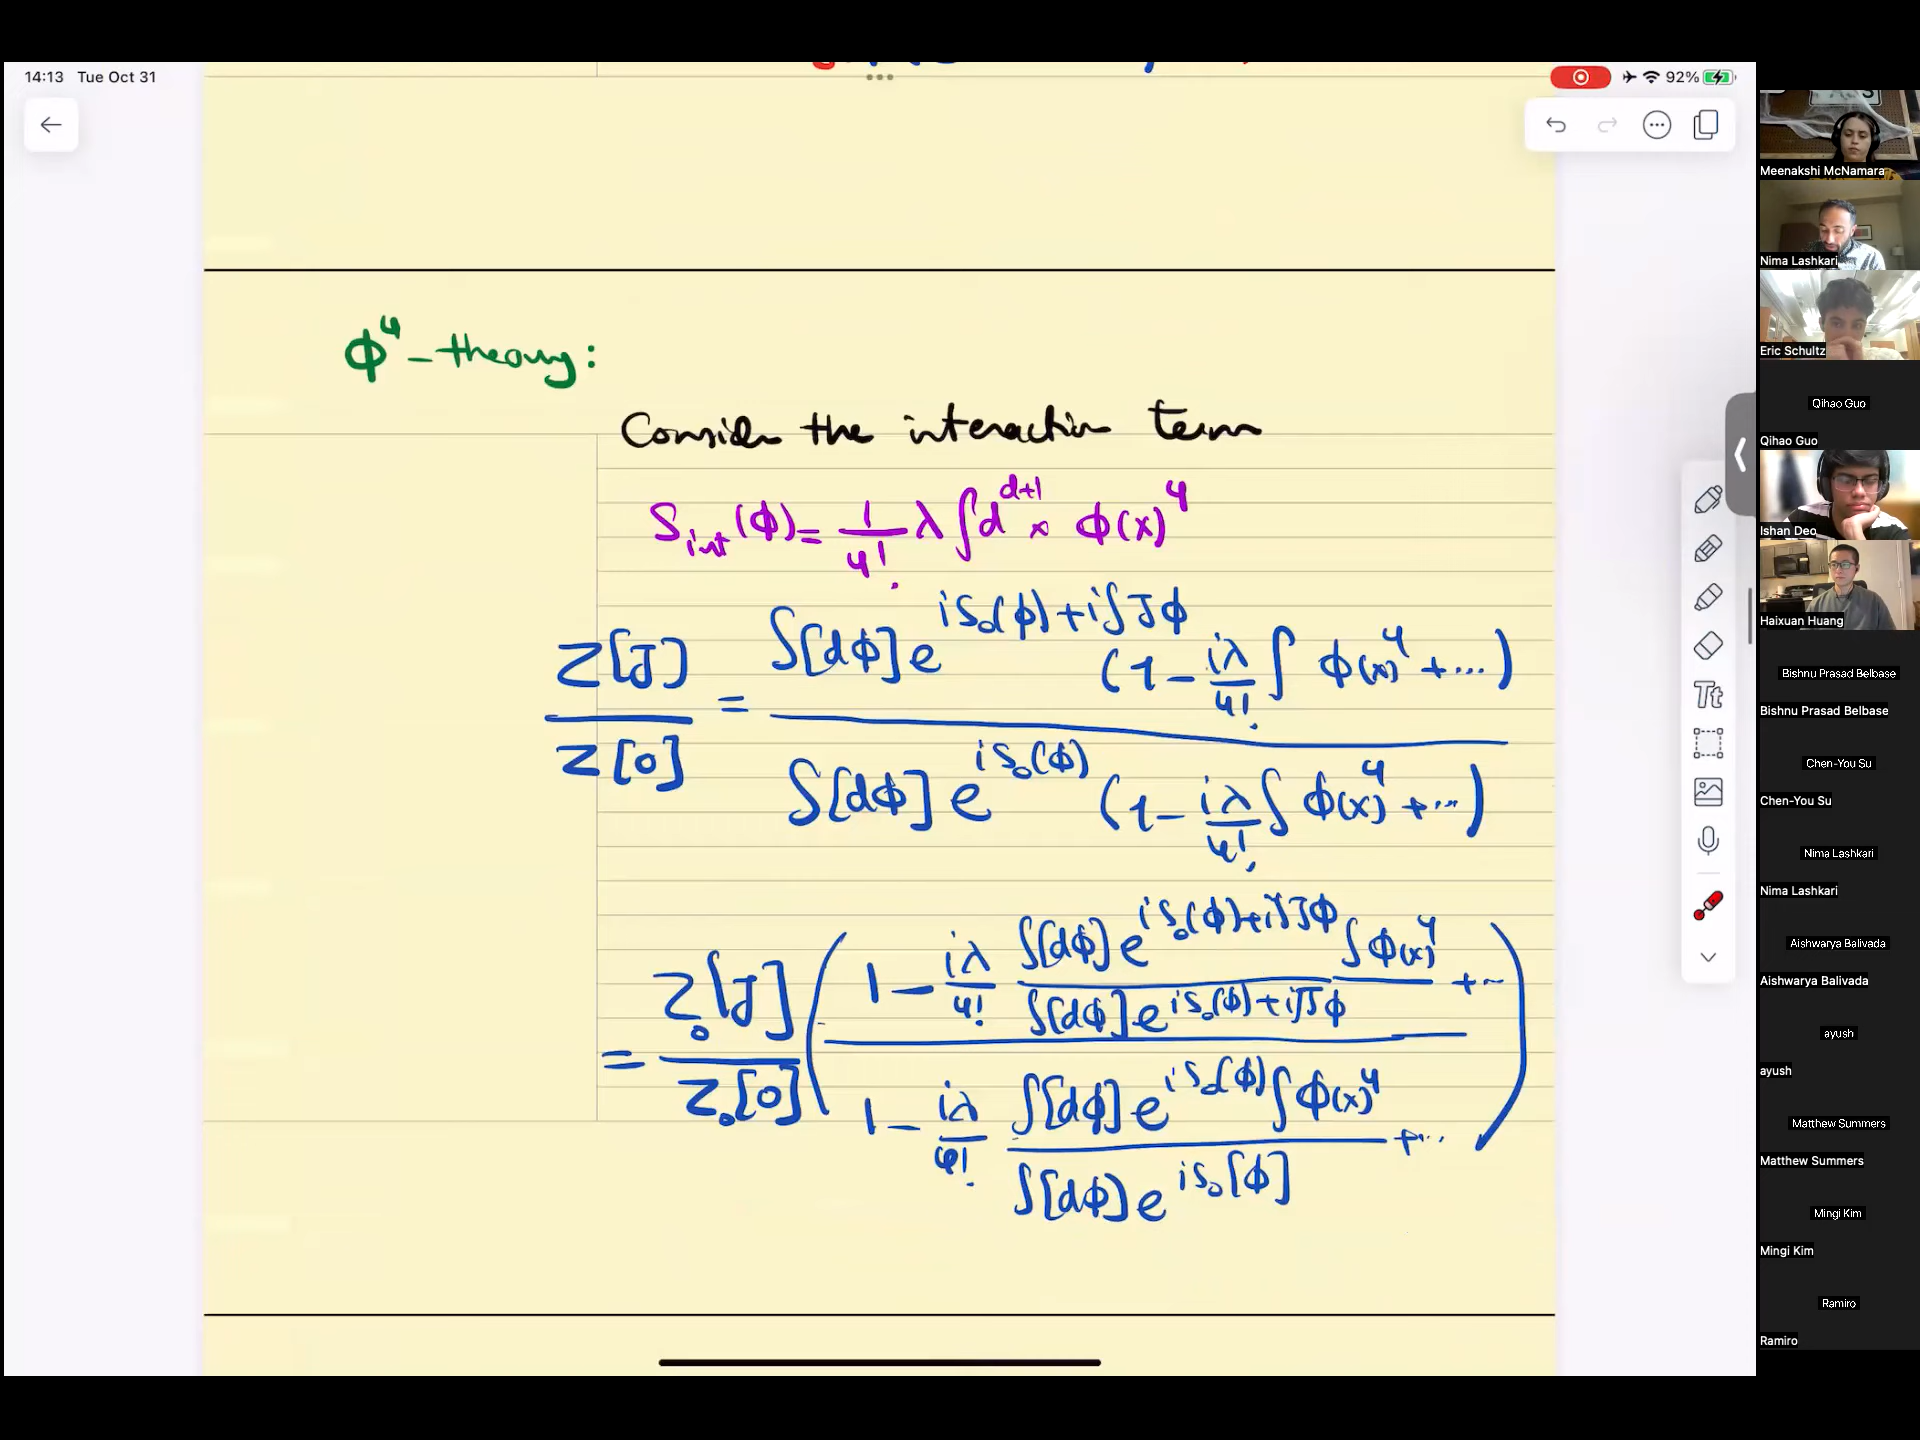 14:13 Tue Oct 31
92%
ϕ⁴-theory:
Consider the interaction term
S_int(ϕ) = 1/4! λ ∫d^{d+1}x ϕ(x)⁴
Z[J]/Z[0] = ∫[dϕ] e^{iS₀(ϕ)+i∫Jϕ} (1 - iλ/4! ∫ϕ(x)⁴ + ...) / ∫[dϕ] e^{iS₀(ϕ)} (1 - iλ/4! ∫ϕ(x)⁴ + ...)
= Z₀[J]/Z₀[0] ( (1 - iλ/4! ∫[dϕ] e^{iS₀(ϕ)+i∫Jϕ} ∫ϕ(x)⁴ / ∫[dϕ] e^{iS₀(ϕ)+i∫Jϕ} + ...) / (1 - iλ/4! ∫[dϕ] e^{iS₀(ϕ)} ∫ϕ(x)⁴ / ∫[dϕ] e^{iS₀[ϕ]} + ...) )
Tt
Meenakshi McNamara
Nima Lashkari
Eric Schultz
Qihao Guo
Qihao Guo
Ishan Deo
Haixuan Huang
Bishnu Prasad Belbase
Bishnu Prasad Belbase
Chen-You Su
Chen-You Su
Nima Lashkari
Nima Lashkari
Aishwarya Balivada
Aishwarya Balivada
ayush
ayush
Matthew Summers
Matthew Summers
Mingi Kim
Mingi Kim
Ramiro
Ramiro